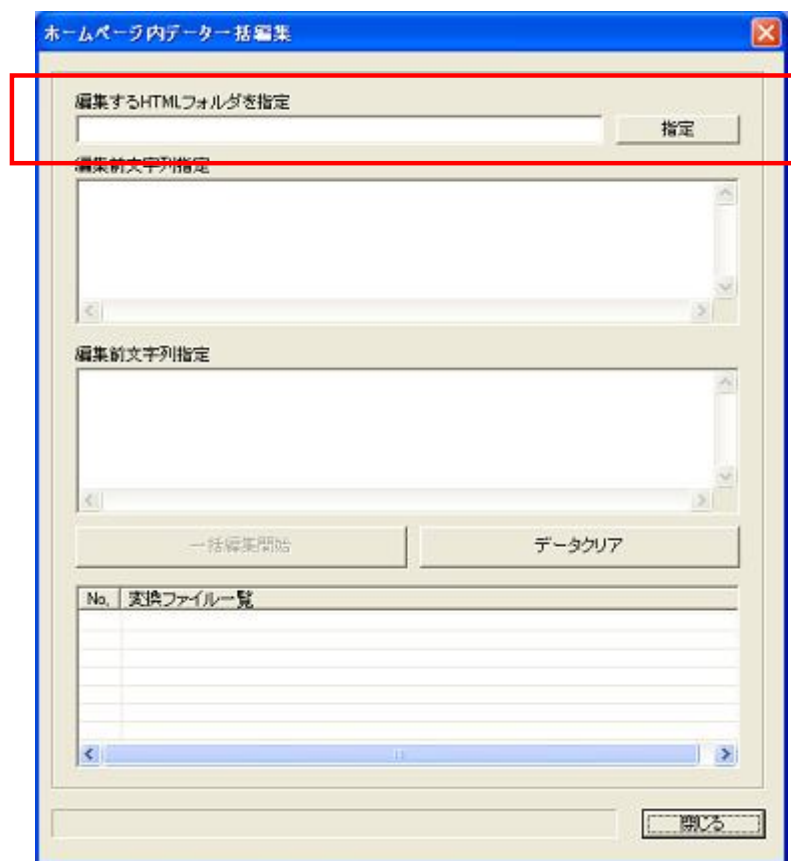 ホームページ内データー括編集
編集するHTMLフォルダを指定
指定
編集前文字列指定
編集前文字列指定
一括編集開始
データクリア
No. 変換ファイル一覧
閉じる